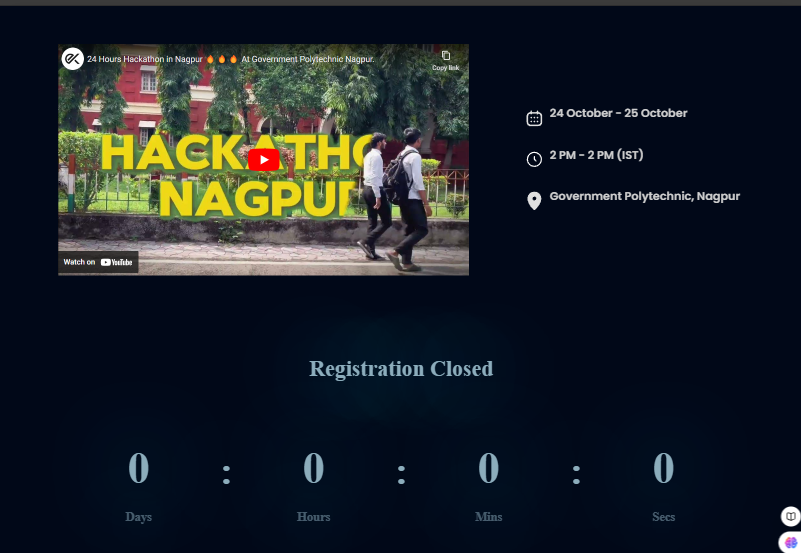 24 Hours Hackathon in Nagpur 🔥🔥🔥 At Government Polytechnic Nagpur.
Copy link
HACKATHO
NAGPUR
Watch on YouTube
24 October - 25 October
2 PM - 2 PM (IST)
Government Polytechnic, Nagpur
Registration Closed
0 : 0 : 0 : 0
Days Hours Mins Secs